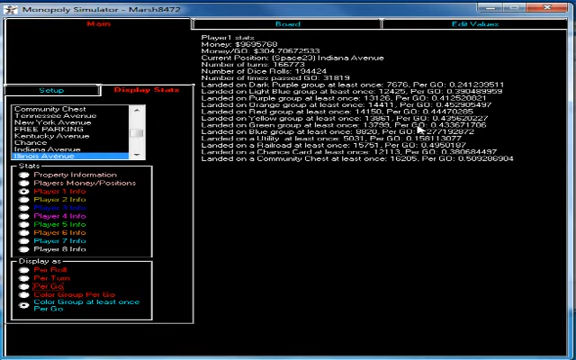 Monopoly Simulator - Marsh8472
Main
Board
Edit Values
Player1 stats
Money: $9695768
Money/GO: $304.70672533
Current Position: (Space23) Indiana Avenue
Number of turns: 166773
Number of Dice Rolls: 194424
Number of times passed GO: 31819
Landed on Dark Purple group at least once: 7676, Per GO: 0.241239511
Landed on Light Blue group at least once: 12425, Per GO: 0.390489959
Landed on Purple group at least once: 13126, Per GO: 0.412520821
Landed on Orange group at least once: 14411, Per GO: 0.452905497
Landed on Red group at least once: 14150, Per GO: 0.44470285
Landed on Yellow group at least once: 13861, Per GO: 0.435620227
Landed on Green group at least once: 13799, Per GO: 0.433671706
Landed on Blue group at least once: 8820, Per GO: 0.277192872
Landed on a Utility at least once: 5031, Per GO: 0.158113077
Landed on a Railroad at least once: 15751, Per GO: 0.4950187
Landed on a Chance Card at least once: 12113, Per GO: 0.380684497
Landed on a Community Chest at least once: 16205, Per GO: 0.509286904
Setup
Display Stats
Community Chest
Tennessee Avenue
New York Avenue
FREE PARKING
Kentucky Avenue
Chance
Indiana Avenue
Illinois Avenue
Stats
Property Information
Players Money/Positions
Player 1 Info
Player 2 Info
Player 3 Info
Player 4 Info
Player 5 Info
Player 6 Info
Player 7 Info
Player 8 Info
Display as
Per Roll
Per Turn
Per Go
Color Group Per Go
Color Group at least once
Per Go